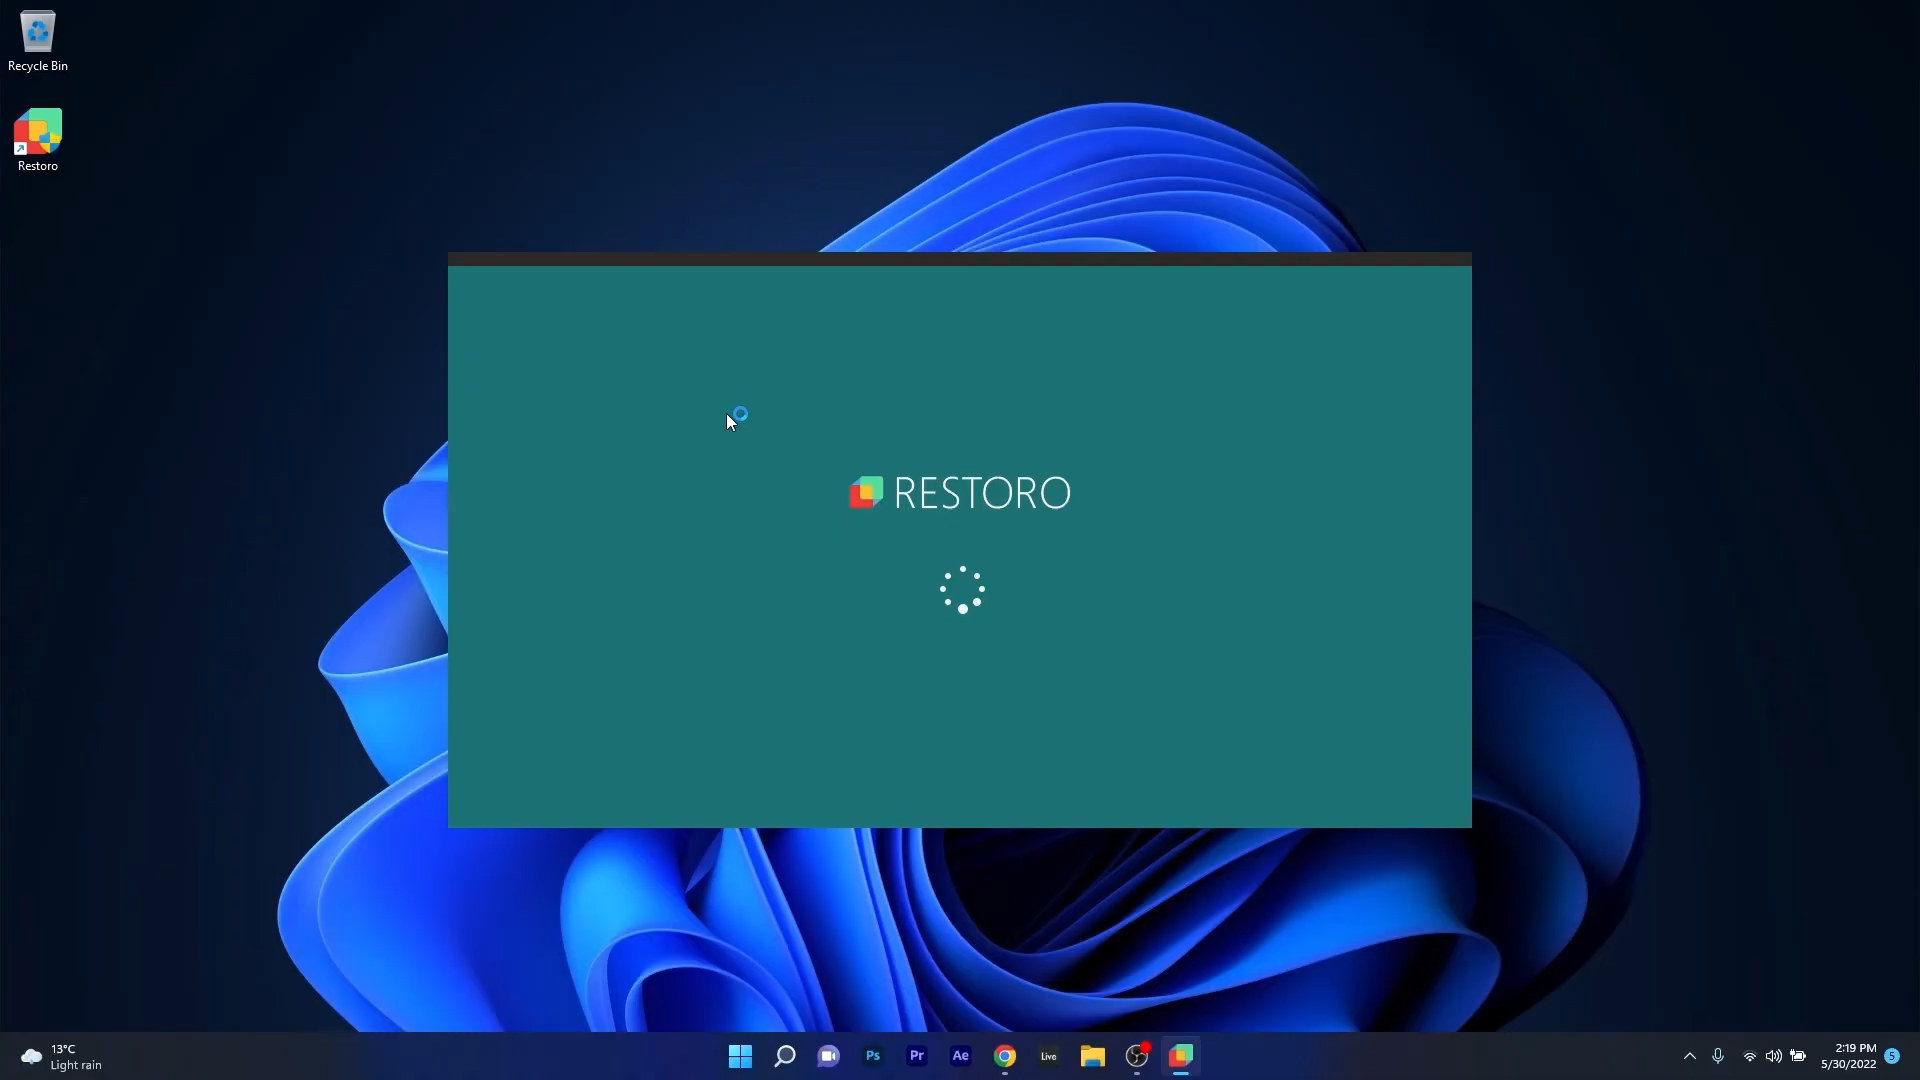 Recycle Bin
Restoro
RESTORO
13°C
Light rain
Ps
Pr
Ae
Live
2:19 PM
5/30/2022
5